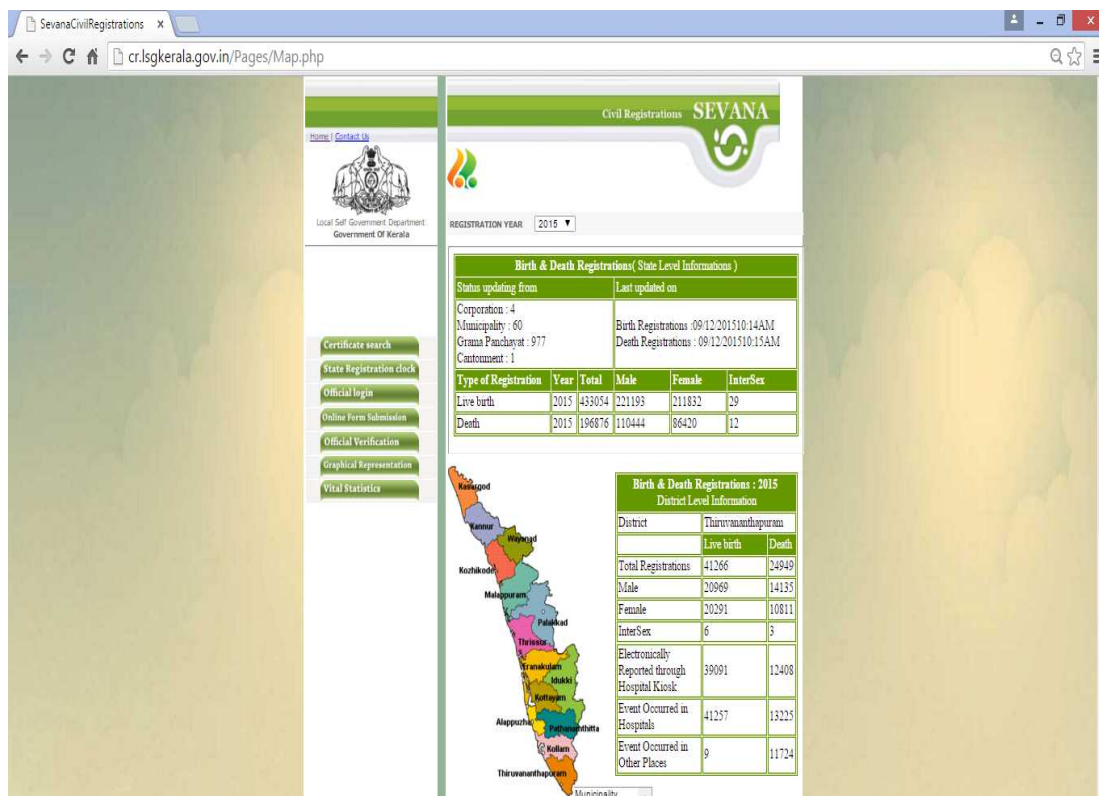 SevanaCivilRegistrations
cr.lsgkerala.gov.in/Pages/Map.php
Civil Registrations SEVANA
Home | Contact Us
Local Self Government Department
Government Of Kerala
REGISTRATION YEAR 2015
Certificate search
State Registration clock
Official login
Online Form Submission
Official Verification
Graphical Representation
Vital Statistics
Birth & Death Registrations( State Level Informations )
Status updating from Last updated on
Corporation : 4
Municipality : 60
Grama Panchayat : 977
Cantonment : 1
Birth Registrations :09/12/201510:14AM
Death Registrations : 09/12/201510:15AM
Type of Registration Year Total Male Female InterSex
Live birth 2015 433054 221193 211832 29
Death 2015 196876 110444 86420 12
Kasargod
Kannur
Wayanad
Kozhikode
Malappuram
Palakkad
Thrissur
Eranakulam
Idukki
Kottayam
Alappuzha
Pathanamthitta
Kollam
Thiruvananthapuram
Municipality
Birth & Death Registrations : 2015
District Level Information
District Thiruvananthapuram
Live birth Death
Total Registrations 41266 24949
Male 20969 14135
Female 20291 10811
InterSex 6 3
Electronically
Reported through 39091 12408
Hospital Kiosk
Event Occurred in
Hospitals 41257 13225
Event Occurred in
Other Places 9 11724